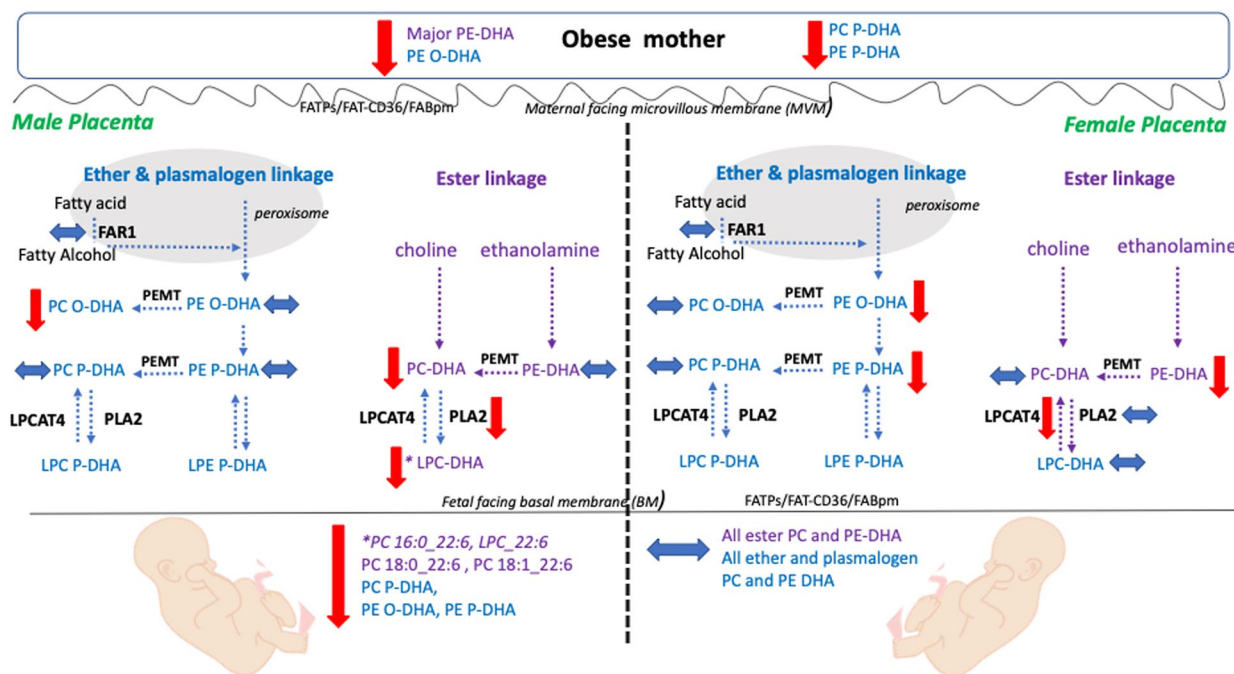 Major PE-DHA
PE O-DHA
Obese mother
PC P-DHA
PE P-DHA
FATPs/FAT-CD36/FABpm
Maternal facing microvillous membrane (MVM)
Male Placenta
Female Placenta
Ether & plasmalogen linkage
Fatty acid
peroxisome
FAR1
Fatty Alcohol
Ester linkage
choline
ethanolamine
PC O-DHA
PEMT
PE O-DHA
PC P-DHA
PEMT
PE P-DHA
PC-DHA
PEMT
PE-DHA
LPCAT4
PLA2
LPCAT4
PLA2
LPC P-DHA
LPE P-DHA
* LPC-DHA
Ether & plasmalogen linkage
Fatty acid
peroxisome
FAR1
Fatty Alcohol
Ester linkage
choline
ethanolamine
PC O-DHA
PEMT
PE O-DHA
PC P-DHA
PEMT
PE P-DHA
PC-DHA
PEMT
PE-DHA
LPCAT4
PLA2
LPCAT4
PLA2
LPC P-DHA
LPE P-DHA
LPC-DHA
Fetal facing basal membrane (BM)
FATPs/FAT-CD36/FABpm
*PC 16:0_22:6, LPC_22:6
PC 18:0_22:6 , PC 18:1_22:6
PC P-DHA,
PE O-DHA, PE P-DHA
All ester PC and PE-DHA
All ether and plasmalogen
PC and PE DHA